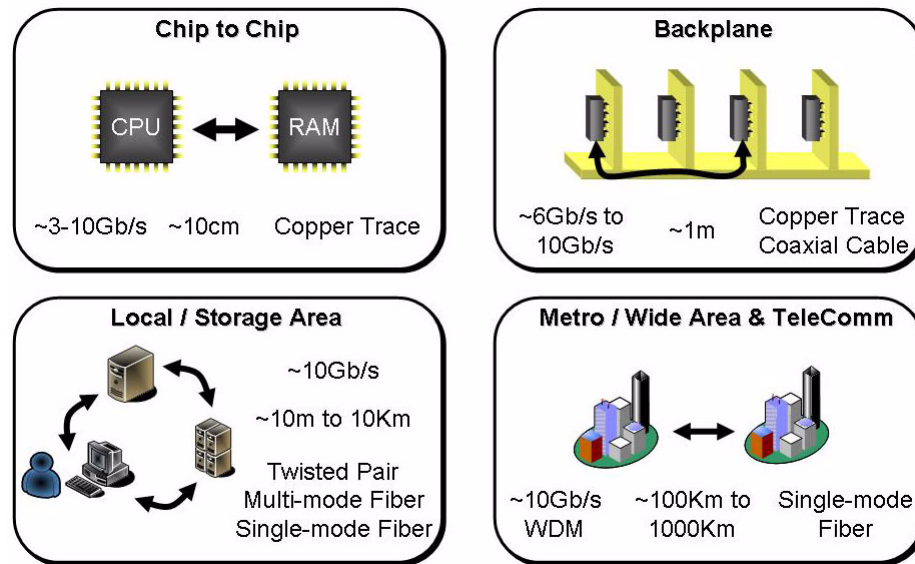 Chip to Chip
CPU
RAM
~3-10Gb/s
~10cm
Copper Trace
Backplane
~6Gb/s to
10Gb/s
~1m
Copper Trace
Coaxial Cable
Local / Storage Area
~10Gb/s
~10m to 10Km
Twisted Pair
Multi-mode Fiber
Single-mode Fiber
Metro / Wide Area & TeleComm
~10Gb/s
WDM
~100Km to
1000Km
Single-mode
Fiber